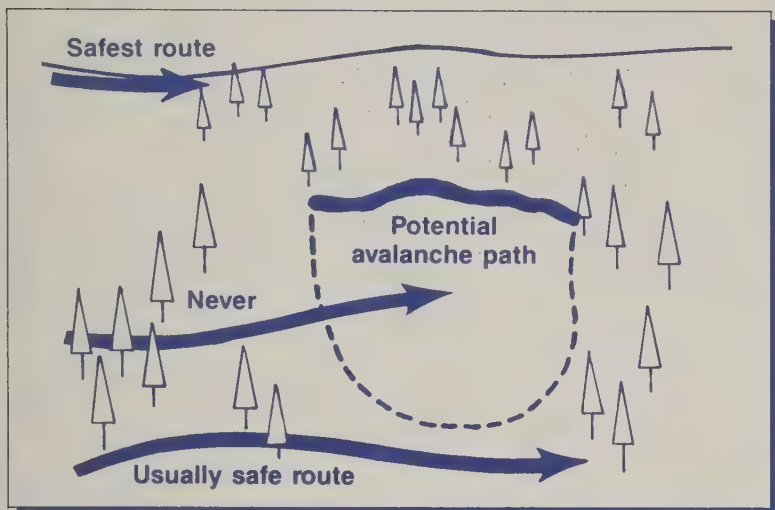 Safest route
Potential
avalanche path
Never
Usually safe route